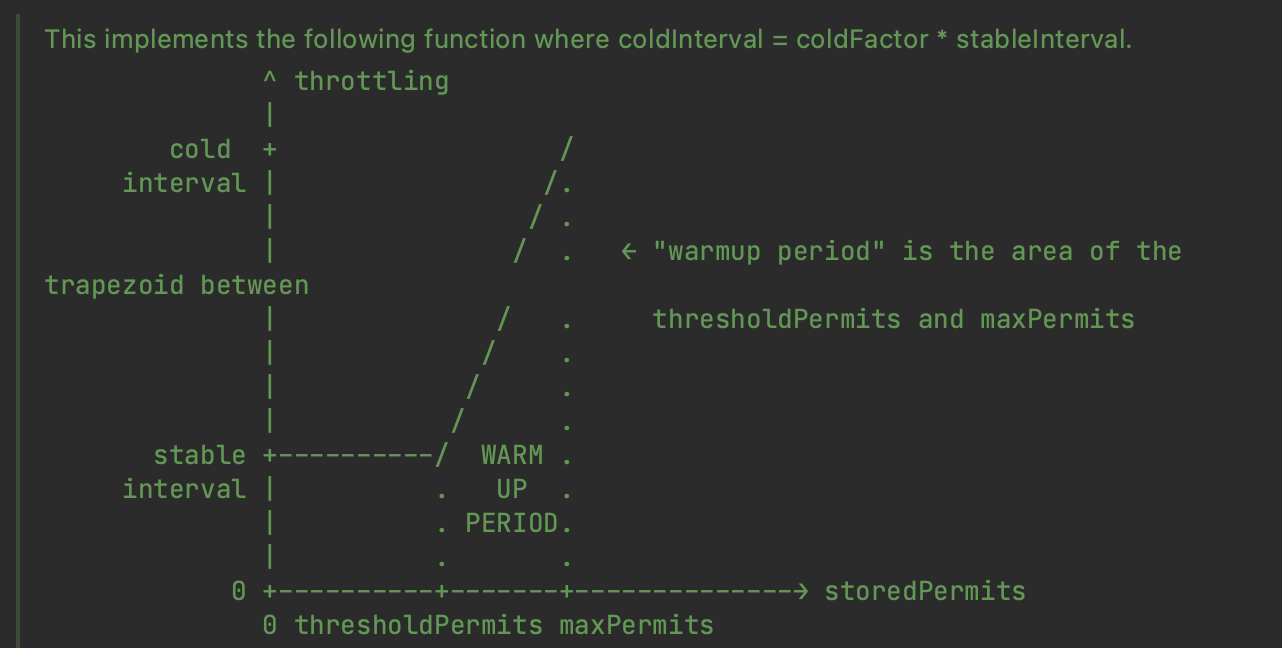 This implements the following function where coldInterval = coldFactor * stableInterval.
              ^ throttling
              |
        cold  +                  /
     interval |                 /.
              |                / .
              |               /  .   ← "warmup period" is the area of the
trapezoid between
              |              /   .     thresholdPermits and maxPermits
              |             /    .
              |            /     .
              |           /      .
       stable +----------/  WARM .
     interval |          .   UP  .
              |          . PERIOD.
              |          .       .
            0 +----------+-------+--------------→ storedPermits
              0 thresholdPermits maxPermits